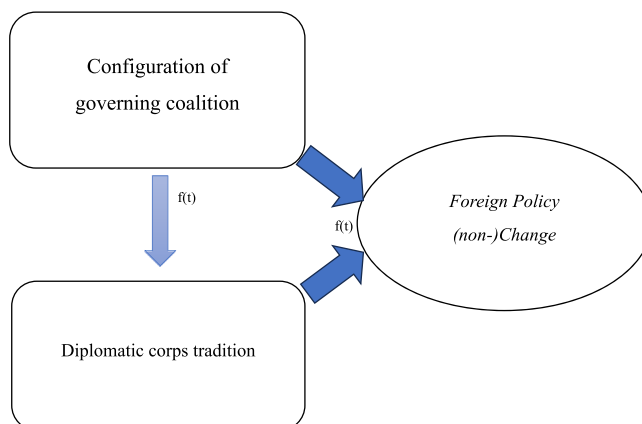 Configuration of
governing coalition
f(t)
f(t)
Foreign Policy
(non-)Change
Diplomatic corps tradition